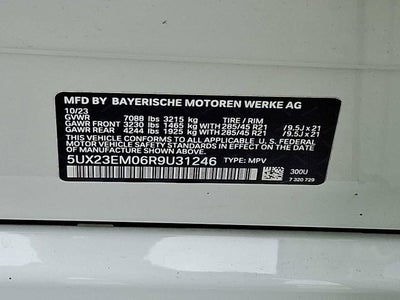 MFD BY BAYERISCHE MOTOREN WERKE AG
10/23
GVWR 7088 lbs 3215 kg TIRE / RIM
GAWR FRONT 3230 lbs 1465 kg WITH 285/45 R21 /9.5J x 21
GAWR REAR 4244 lbs 1925 kg WITH 285/45 R21 /9.5J x 21
THIS VEHICLE CONFORMS TO ALL APPLICABLE U. S. FEDERAL
MOTOR VEHICLE SAFETY STANDARDS IN EFFECT ON THE
DATE OF MANUFACTURE SHOWN ABOVE.
5UX23EM06R9U31246 TYPE: MPV
300U
7 320 729